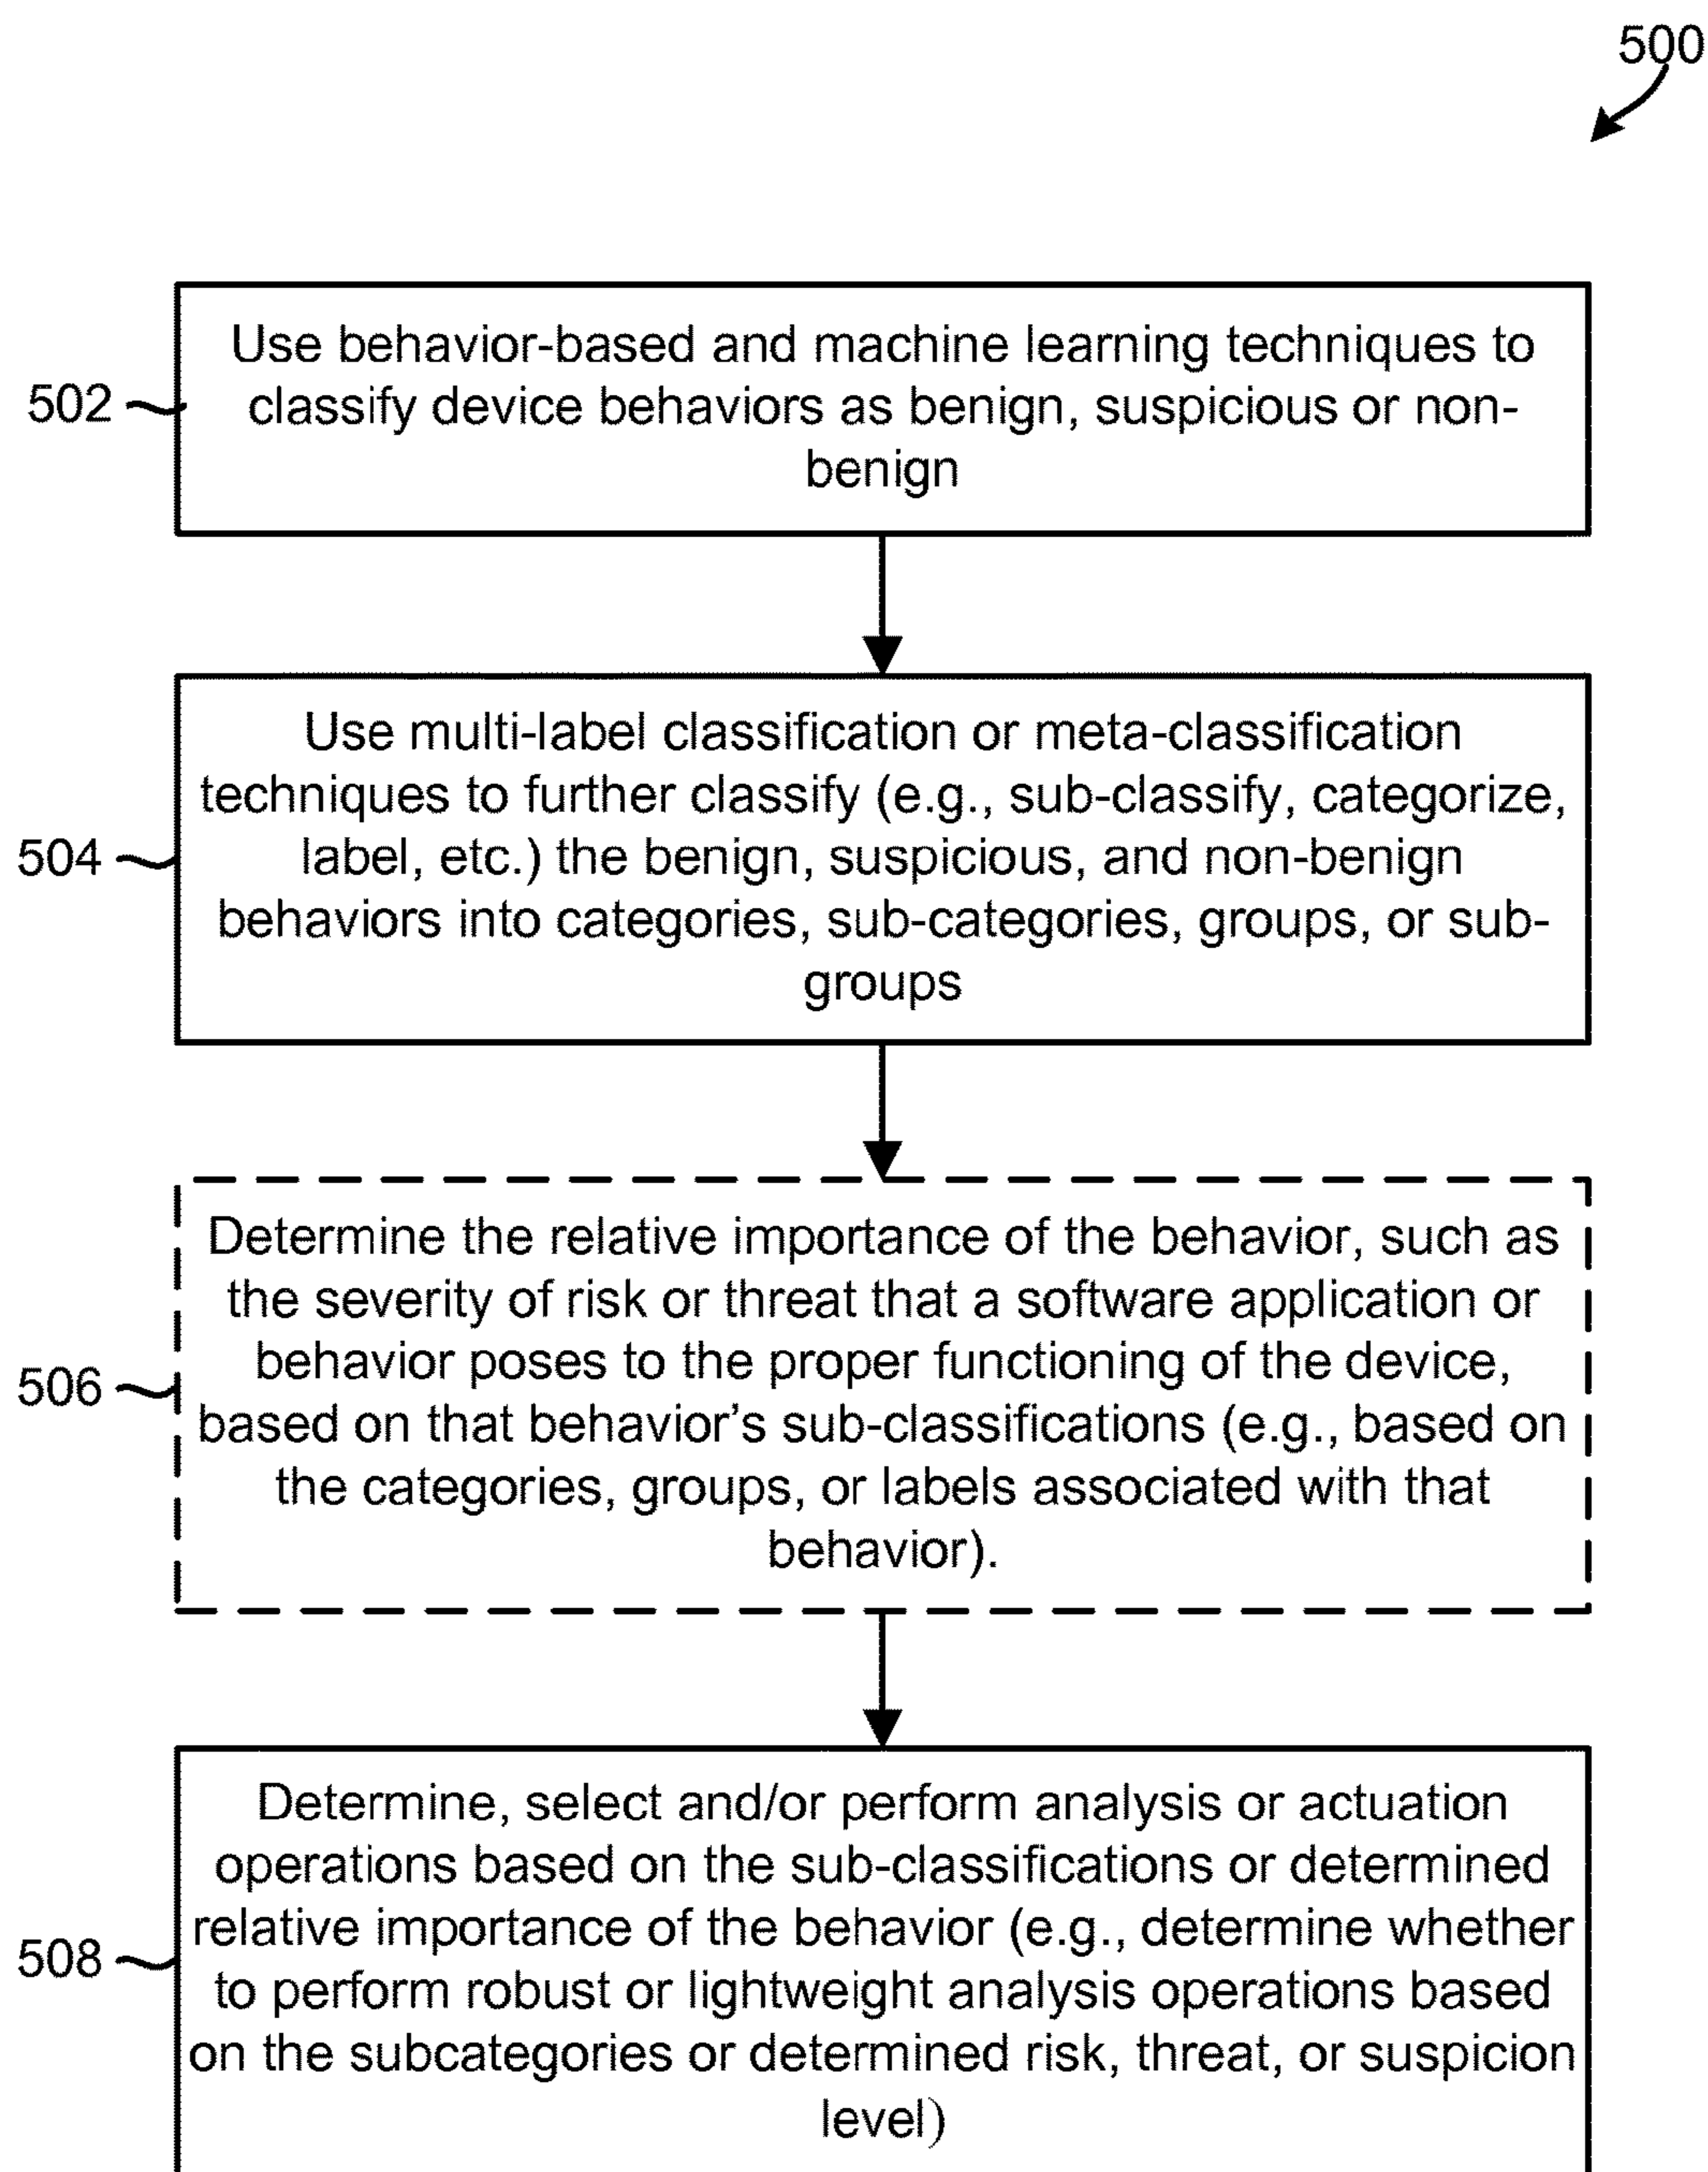 500
Use behavior-based and machine learning techniques to
502
classify device behaviors as benign, suspicious or non-
benign
Use multi-label classification or meta-classification
techniques to further classify (e.g., sub-classify, categorize,
504
label, etc.) the benign, suspicious, and non-benign
behaviors into categories, sub-categories, groups, or sub-
groups
Determine the relative importance of the behavior, such as
the severity of risk or threat that a software application or
behavior poses to the proper functioning of the device,
506
based on that behavior’s sub-classifications (e.g., based on
the categories, groups, or labels associated with that
behavior).
Determine, select and/or perform analysis or actuation
operations based on the sub-classifications or determined
relative importance of the behavior (e.g., determine whether
508
to perform robust or lightweight analysis operations based
on the subcategories or determined risk, threat, or suspicion
level)